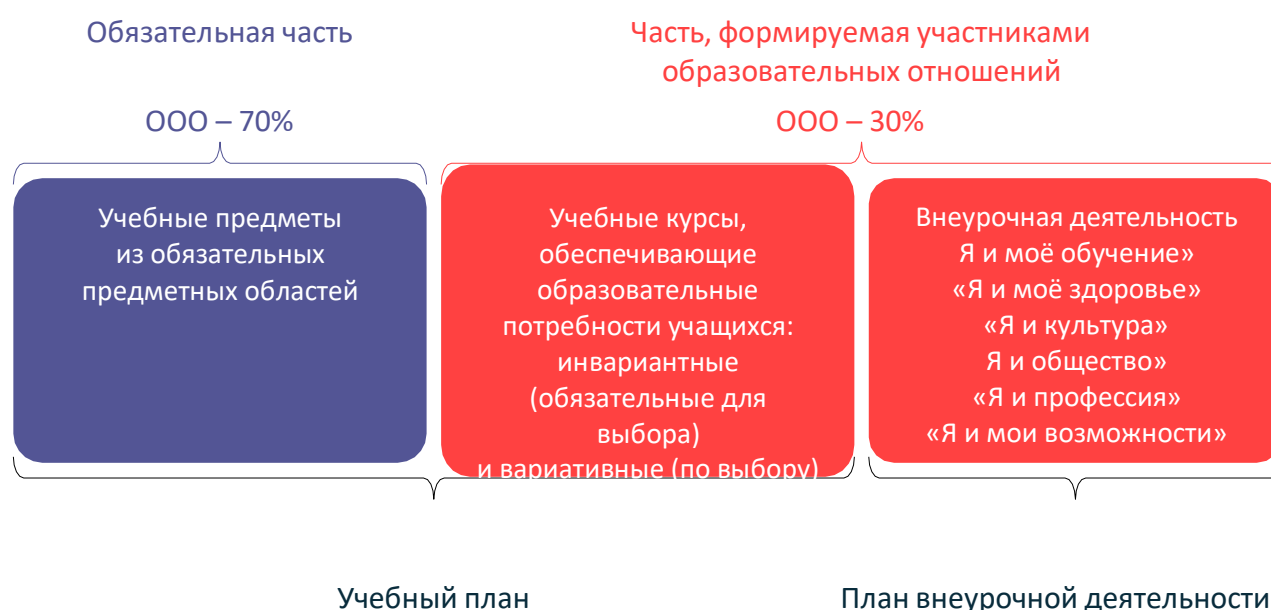 Обязательная часть
ООО – 70%
Часть, формируемая участниками
образовательных отношений
ООО – 30%
Учебные предметы
из обязательных
предметных областей
Учебные курсы,
обеспечивающие
образовательные
потребности учащихся:
инвариантные
(обязательные для
выбора)
и вариативные (по выбору)
Внеурочная деятельность
Я и моё обучение»
«Я и моё здоровье»
«Я и культура»
Я и общество»
«Я и профессия»
«Я и мои возможности»
Учебный план
План внеурочной деятельности